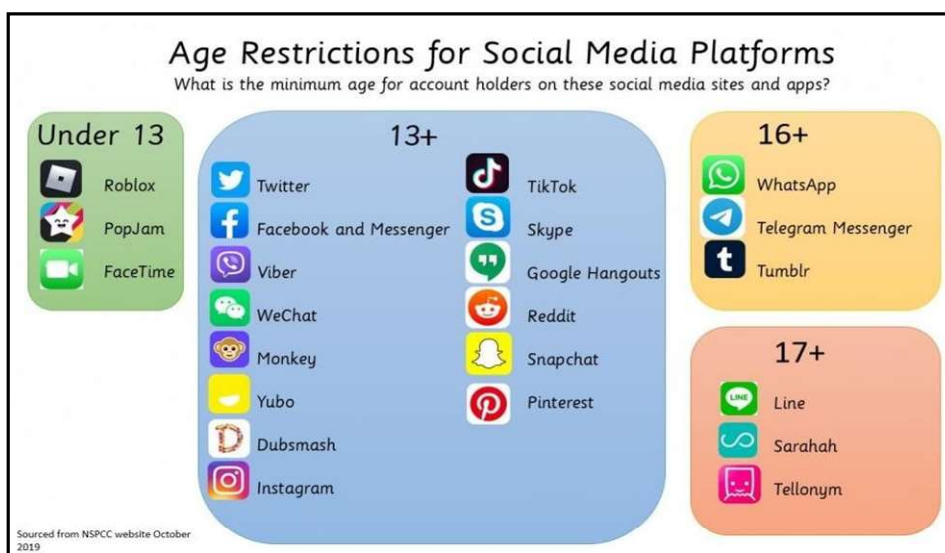 Age Restrictions for Social Media Platforms
What is the minimum age for account holders on these social media sites and apps?
Under 13
Roblox
PopJam
FaceTime
13+
Twitter
Facebook and Messenger
Viber
WeChat
Monkey
Yubo
Dubsmash
Instagram
TikTok
Skype
Google Hangouts
Reddit
Snapchat
Pinterest
16+
WhatsApp
Telegram Messenger
Tumblr
17+
LINE
Line
Sarahah
Tellonym
Sourced from NSPCC website October
2019